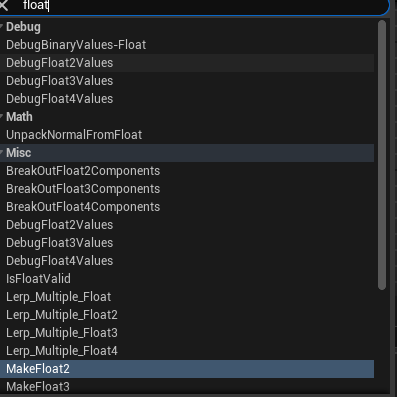 float
Debug
DebugBinaryValues-Float
DebugFloat2Values
DebugFloat3Values
DebugFloat4Values
Math
UnpackNormalFromFloat
Misc
BreakOutFloat2Components
BreakOutFloat3Components
BreakOutFloat4Components
DebugFloat2Values
DebugFloat3Values
DebugFloat4Values
IsFloatValid
Lerp_Multiple_Float
Lerp_Multiple_Float2
Lerp_Multiple_Float3
Lerp_Multiple_Float4
MakeFloat2
MakeFloat3